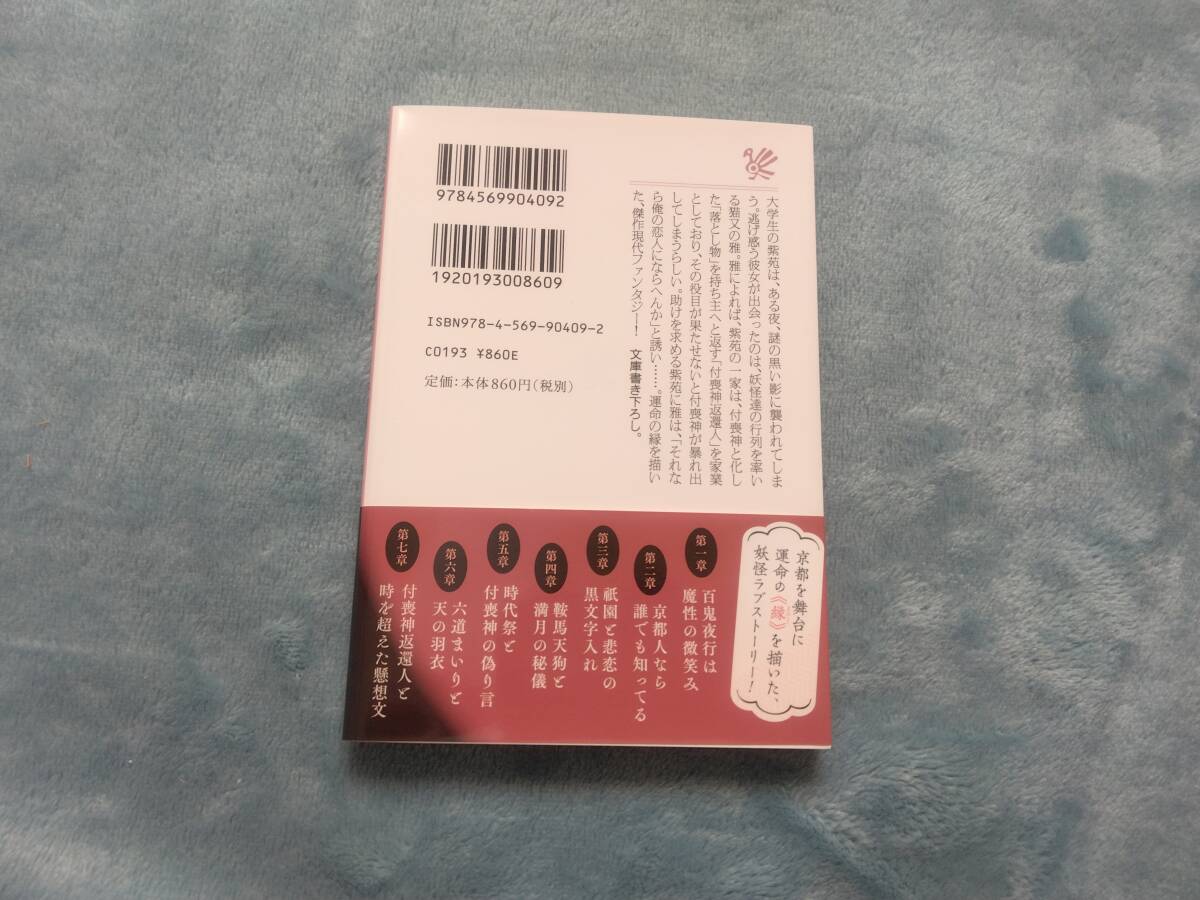 大学生の紫苑は、ある夜、謎の黒い影に襲われてしま
う。逃げ惑う彼女が出会ったのは、妖怪達の行列を率い
る猫又の雅。雅によれば、紫苑の一家は、付喪神と化し
た「落とし物」を持ち主へと返す「付喪神返還人」を家業
としており、その役目が果たせないと付喪神が暴れ出
してしまうらしい。助けを求める紫苑に雅は、「それな
ら俺の恋人にならへんか」と誘い……。運命の縁を描い
た、傑作現代ファンタジー！　文庫書き下ろし。
9784569904092
1920193008609
ISBN978-4-569-90409-2
C0193 ¥860E
定価：本体860円（税別）
京都を舞台に
運命の《縁》を描いた、
妖怪ラブストーリー！
第一章
百鬼夜行は
魔性の微笑み
第二章
京都人なら
誰でも知ってる
第三章
祇園と悲恋の
黒文字入れ
第四章
鞍馬天狗と
満月の秘儀
第五章
時代祭と
付喪神の偽り言
第六章
六道まいりと
天の羽衣
第七章
付喪神返還人と
時を超えた懸想文